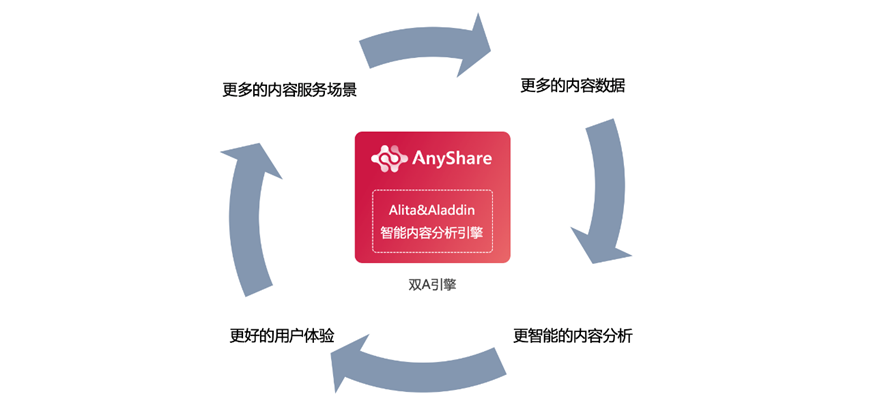 更多的内容服务场景
更多的内容数据
AnyShare
Alita&Aladdin
智能内容分析引擎
双A引擎
更好的用户体验
更智能的内容分析